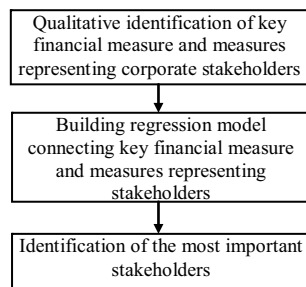 Qualitative identification of key
financial measure and measures
representing corporate stakeholders
Building regression model
connecting key financial measure
and measures representing
stakeholders
Identification of the most important
stakeholders